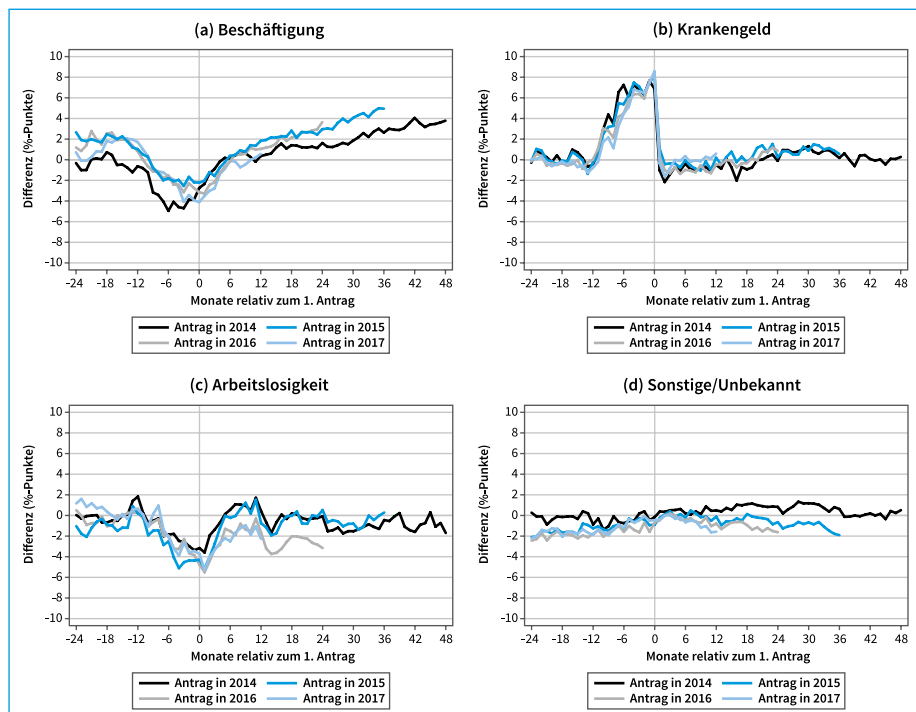 (a) Beschäftigung
Differenz (%-Punkte)
10
8
6
4
2
0
−2
−4
−6
−8
−10
−24 −18 −12 −6 0 6 12 18 24 30 36 42 48
Monate relativ zum 1. Antrag
Antrag in 2014 Antrag in 2015
Antrag in 2016 Antrag in 2017
(b) Krankengeld
Differenz (%-Punkte)
10
8
6
4
2
0
−2
−4
−6
−8
−10
−24 −18 −12 −6 0 6 12 18 24 30 36 42 48
Monate relativ zum 1. Antrag
Antrag in 2014 Antrag in 2015
Antrag in 2016 Antrag in 2017
(c) Arbeitslosigkeit
Differenz (%-Punkte)
10
8
6
4
2
0
−2
−4
−6
−8
−10
−24 −18 −12 −6 0 6 12 18 24 30 36 42 48
Monate relativ zum 1. Antrag
Antrag in 2014 Antrag in 2015
Antrag in 2016 Antrag in 2017
(d) Sonstige/Unbekannt
Differenz (%-Punkte)
10
8
6
4
2
0
−2
−4
−6
−8
−10
−24 −18 −12 −6 0 6 12 18 24 30 36 42 48
Monate relativ zum 1. Antrag
Antrag in 2014 Antrag in 2015
Antrag in 2016 Antrag in 2017